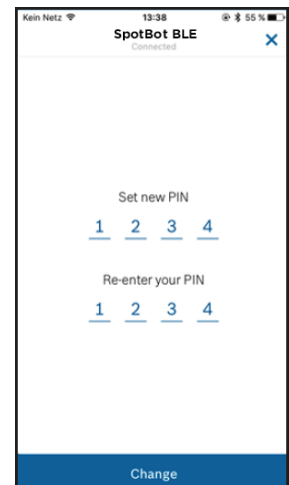 Kein Netz 13:38 55 %
SpotBot BLE
Connected
Set new PIN
1 2 3 4
Re-enter your PIN
1 2 3 4
Change